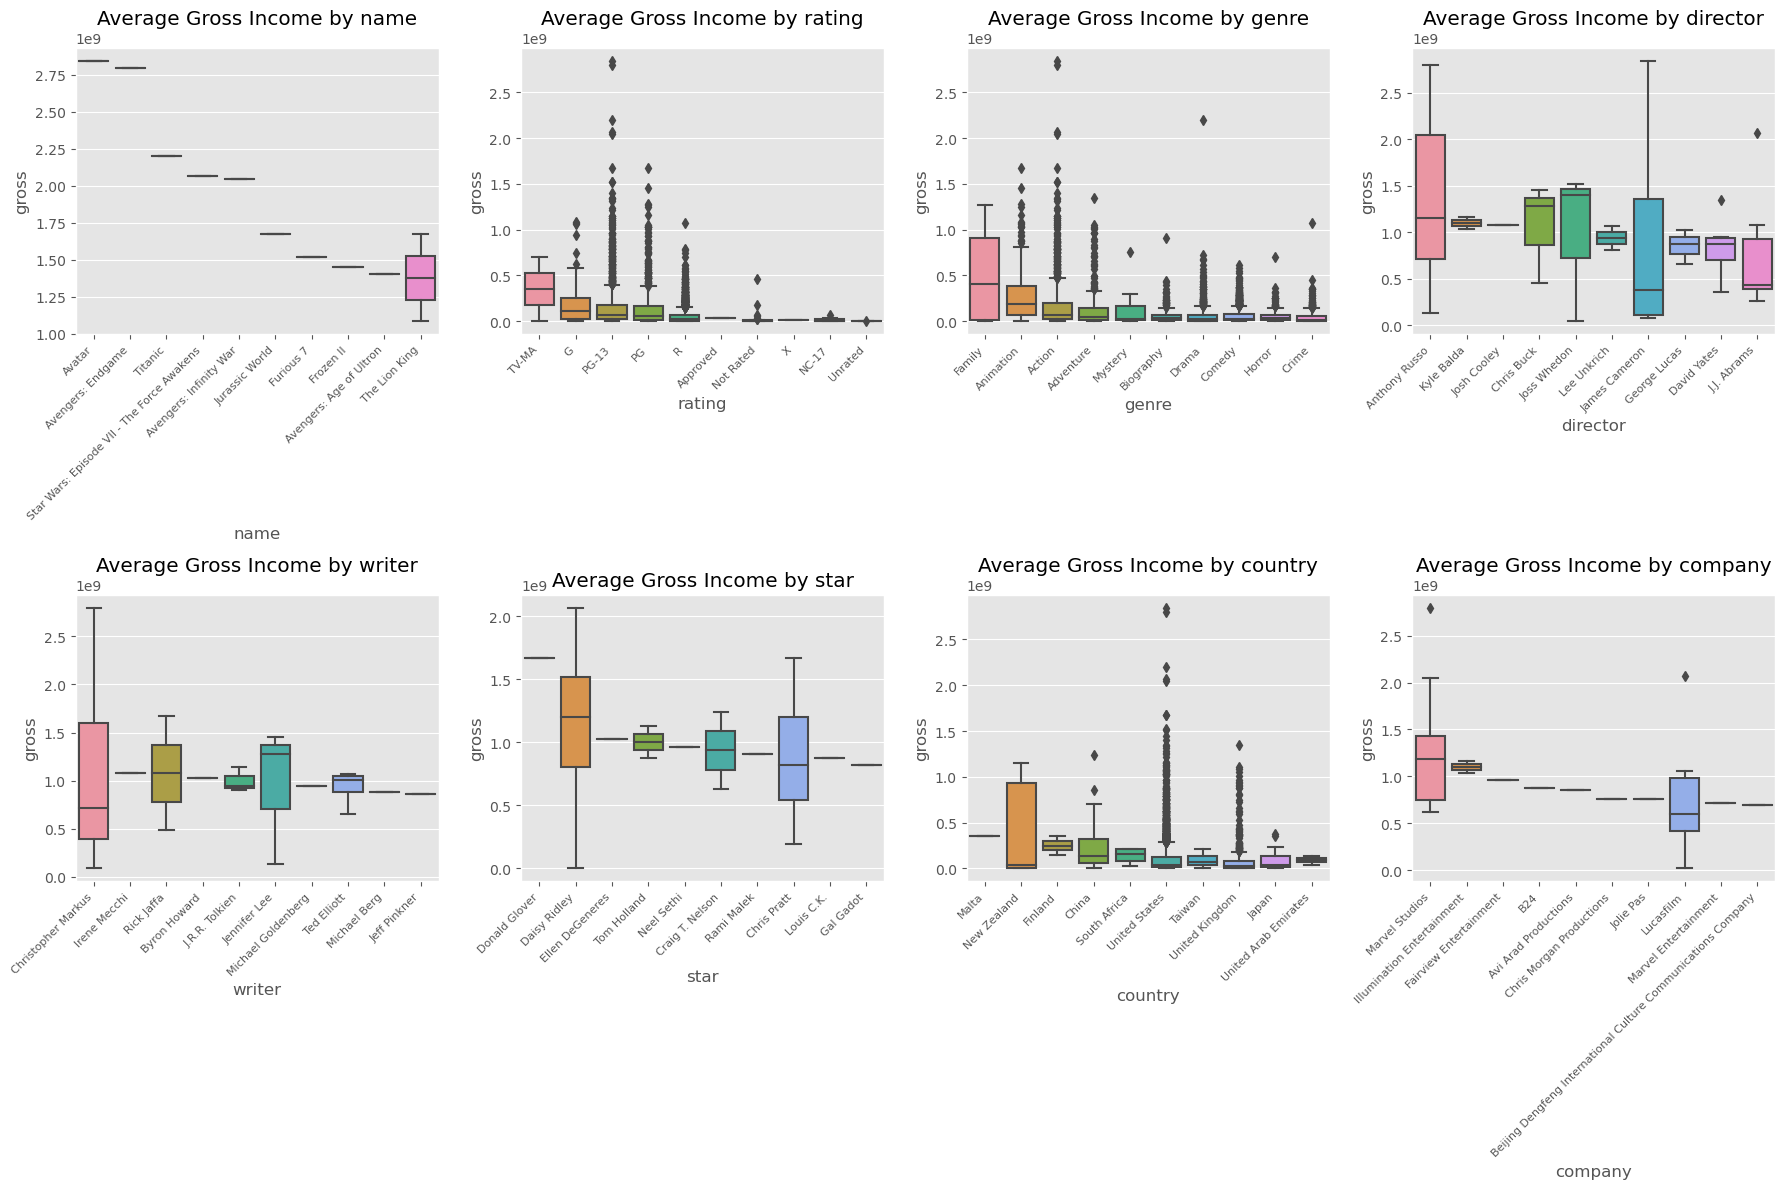 Average Gross Income by name
1e9
gross
2.75
2.50
2.25
2.00
1.75
1.50
1.25
1.00
Avatar
Avengers: Endgame
Titanic
Star Wars: Episode VII - The Force Awakens
Avengers: Infinity War
Jurassic World
Furious 7
Frozen II
Avengers: Age of Ultron
The Lion King
name
Average Gross Income by rating
1e9
gross
2.5
2.0
1.5
1.0
0.5
0.0
TV-MA
G
PG-13
PG
R
Approved
Not Rated
X
NC-17
Unrated
rating
Average Gross Income by genre
1e9
gross
2.5
2.0
1.5
1.0
0.5
0.0
Family
Animation
Action
Adventure
Mystery
Biography
Drama
Comedy
Horror
Crime
genre
Average Gross Income by director
1e9
gross
2.5
2.0
1.5
1.0
0.5
0.0
Anthony Russo
Kyle Balda
Josh Cooley
Chris Buck
Joss Whedon
Lee Unkrich
James Cameron
George Lucas
David Yates
J.J. Abrams
director
Average Gross Income by writer
1e9
gross
2.5
2.0
1.5
1.0
0.5
0.0
Christopher Markus
Irene Mecchi
Rick Jaffa
Byron Howard
J.R.R. Tolkien
Jennifer Lee
Michael Goldenberg
Ted Elliott
Michael Berg
Jeff Pinkner
writer
Average Gross Income by star
1e9
gross
2.0
1.5
1.0
0.5
0.0
Donald Glover
Daisy Ridley
Ellen DeGeneres
Tom Holland
Neel Sethi
Craig T. Nelson
Rami Malek
Chris Pratt
Louis C.K.
Gal Gadot
star
Average Gross Income by country
1e9
gross
2.5
2.0
1.5
1.0
0.5
0.0
Malta
New Zealand
Finland
China
South Africa
United States
Taiwan
United Kingdom
Japan
United Arab Emirates
country
Average Gross Income by company
1e9
gross
2.5
2.0
1.5
1.0
0.5
0.0
Marvel Studios
Illumination Entertainment
Fairview Entertainment
B24
Avi Arad Productions
Chris Morgan Productions
Jolie Pas
Lucasfilm
Marvel Entertainment
Beijing Dengfeng International Culture Communications Company
company